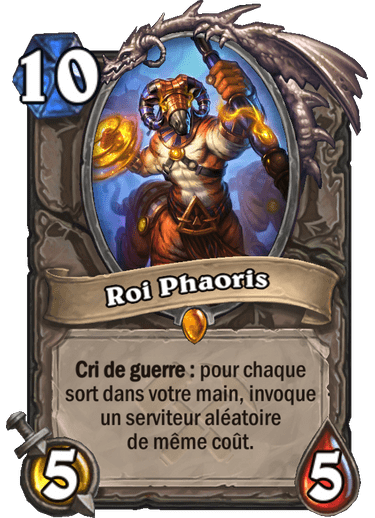 10
Roi Phaoris
Cri de guerre : pour chaque
sort dans votre main, invoque
un serviteur aléatoire
de même coût.
5
5